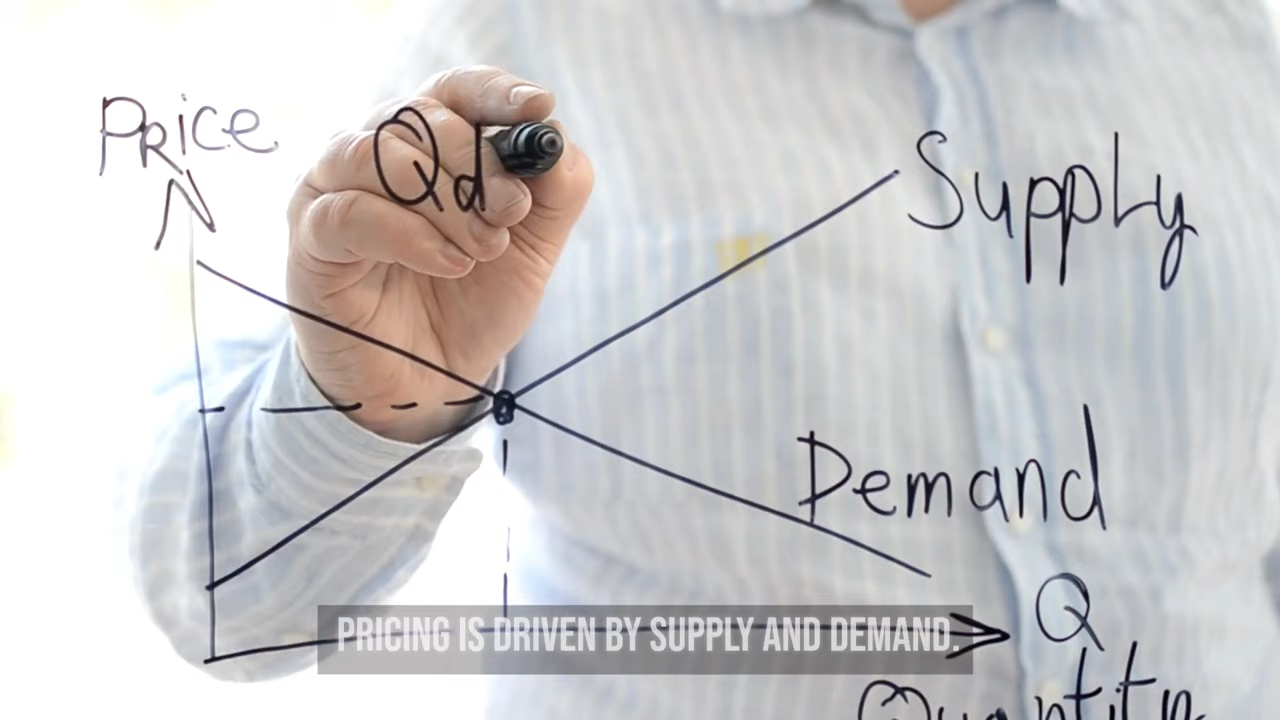 Price
Qd
Supply
Demand
Q
PRICING IS DRIVEN BY SUPPLY AND DEMAND.